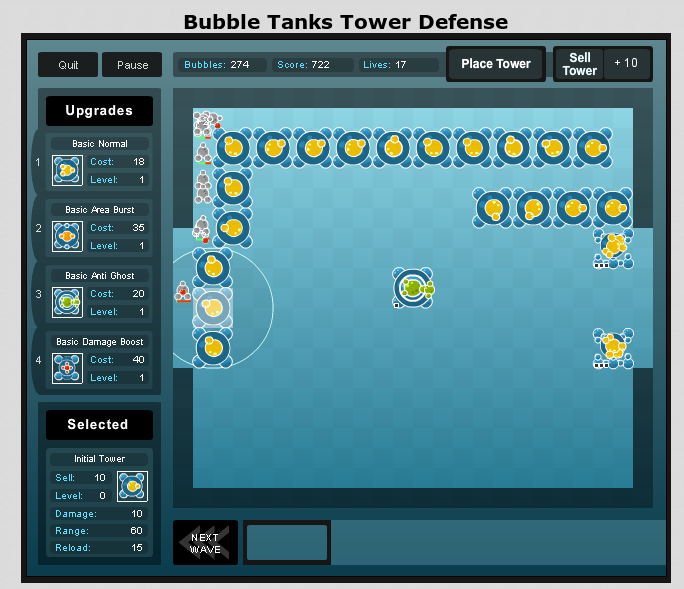 Bubble Tanks Tower Defense
Quit
Pause
Bubbles: 274
Score: 722
Lives: 17
Place Tower
Sell Tower
+ 10
Upgrades
Basic Normal
1
Cost: 18
Level: 1
Basic Area Burst
2
Cost: 35
Level: 1
Basic Anti Ghost
3
Cost: 20
Level: 1
Basic Damage Boost
4
Cost: 40
Level: 1
Selected
Initial Tower
Sell: 10
Level: 0
Damage: 10
Range: 60
Reload: 15
NEXT
WAVE